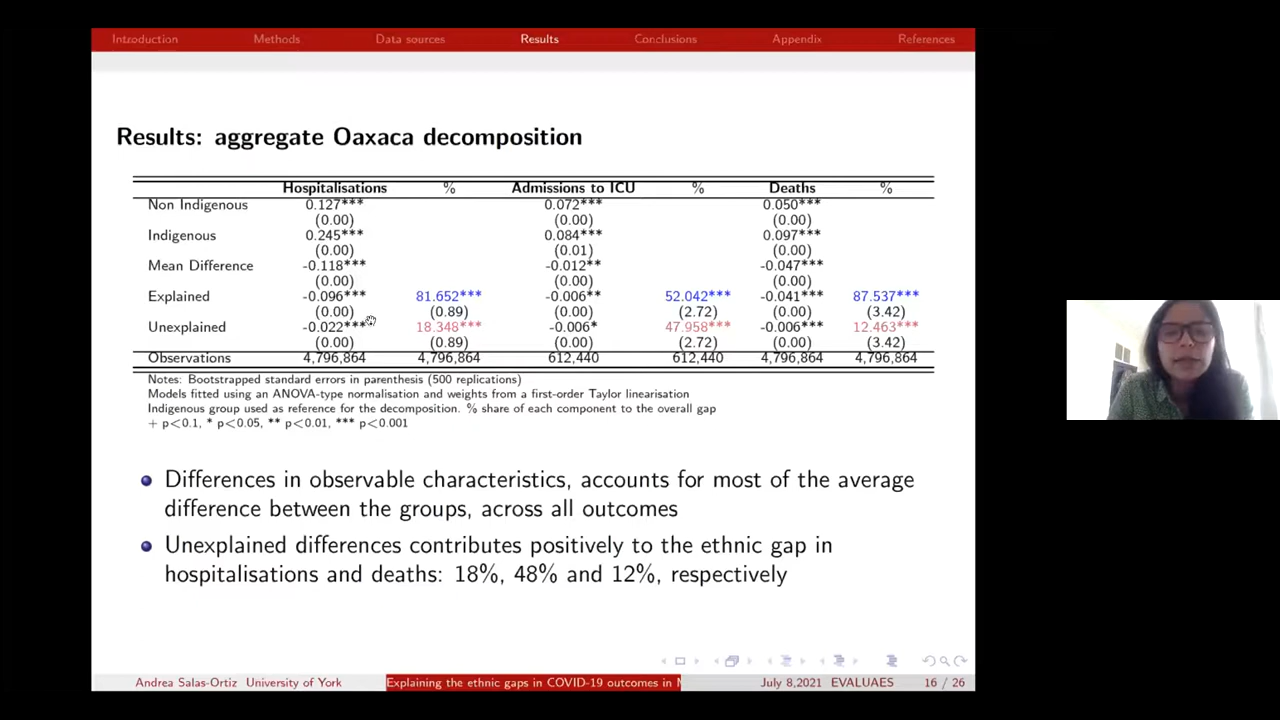 Introduction Methods Data sources Results Conclusions Appendix References
Results: aggregate Oaxaca decomposition
Hospitalisations % Admissions to ICU % Deaths %
Non Indigenous 0.127*** 0.072*** 0.050***
(0.00) (0.00) (0.00)
Indigenous 0.245*** 0.084*** 0.097***
(0.00) (0.01) (0.00)
Mean Difference -0.118*** -0.012** -0.047***
(0.00) (0.00) (0.00)
Explained -0.096*** 81.652*** -0.006** 52.042*** -0.041*** 87.537***
(0.00) (0.89) (0.00) (2.72) (0.00) (3.42)
Unexplained -0.022*** 18.348*** -0.006* 47.958*** -0.006*** 12.463***
(0.00) (0.89) (0.00) (2.72) (0.00) (3.42)
Observations 4,796,864 4,796,864 612,440 612,440 4,796,864 4,796,864
Notes: Bootstrapped standard errors in parenthesis (500 replications)
Models fitted using an ANOVA-type normalisation and weights from a first-order Taylor linearisation
Indigenous group used as reference for the decomposition. % share of each component to the overall gap
+ p<0.1, * p<0.05, ** p<0.01, *** p<0.001
Differences in observable characteristics, accounts for most of the average
difference between the groups, across all outcomes
Unexplained differences contributes positively to the ethnic gap in
hospitalisations and deaths: 18%, 48% and 12%, respectively
Andrea Salas-Ortiz University of York Explaining the ethnic gaps in COVID-19 outcomes in July 8,2021 EVALUAES 16 / 26